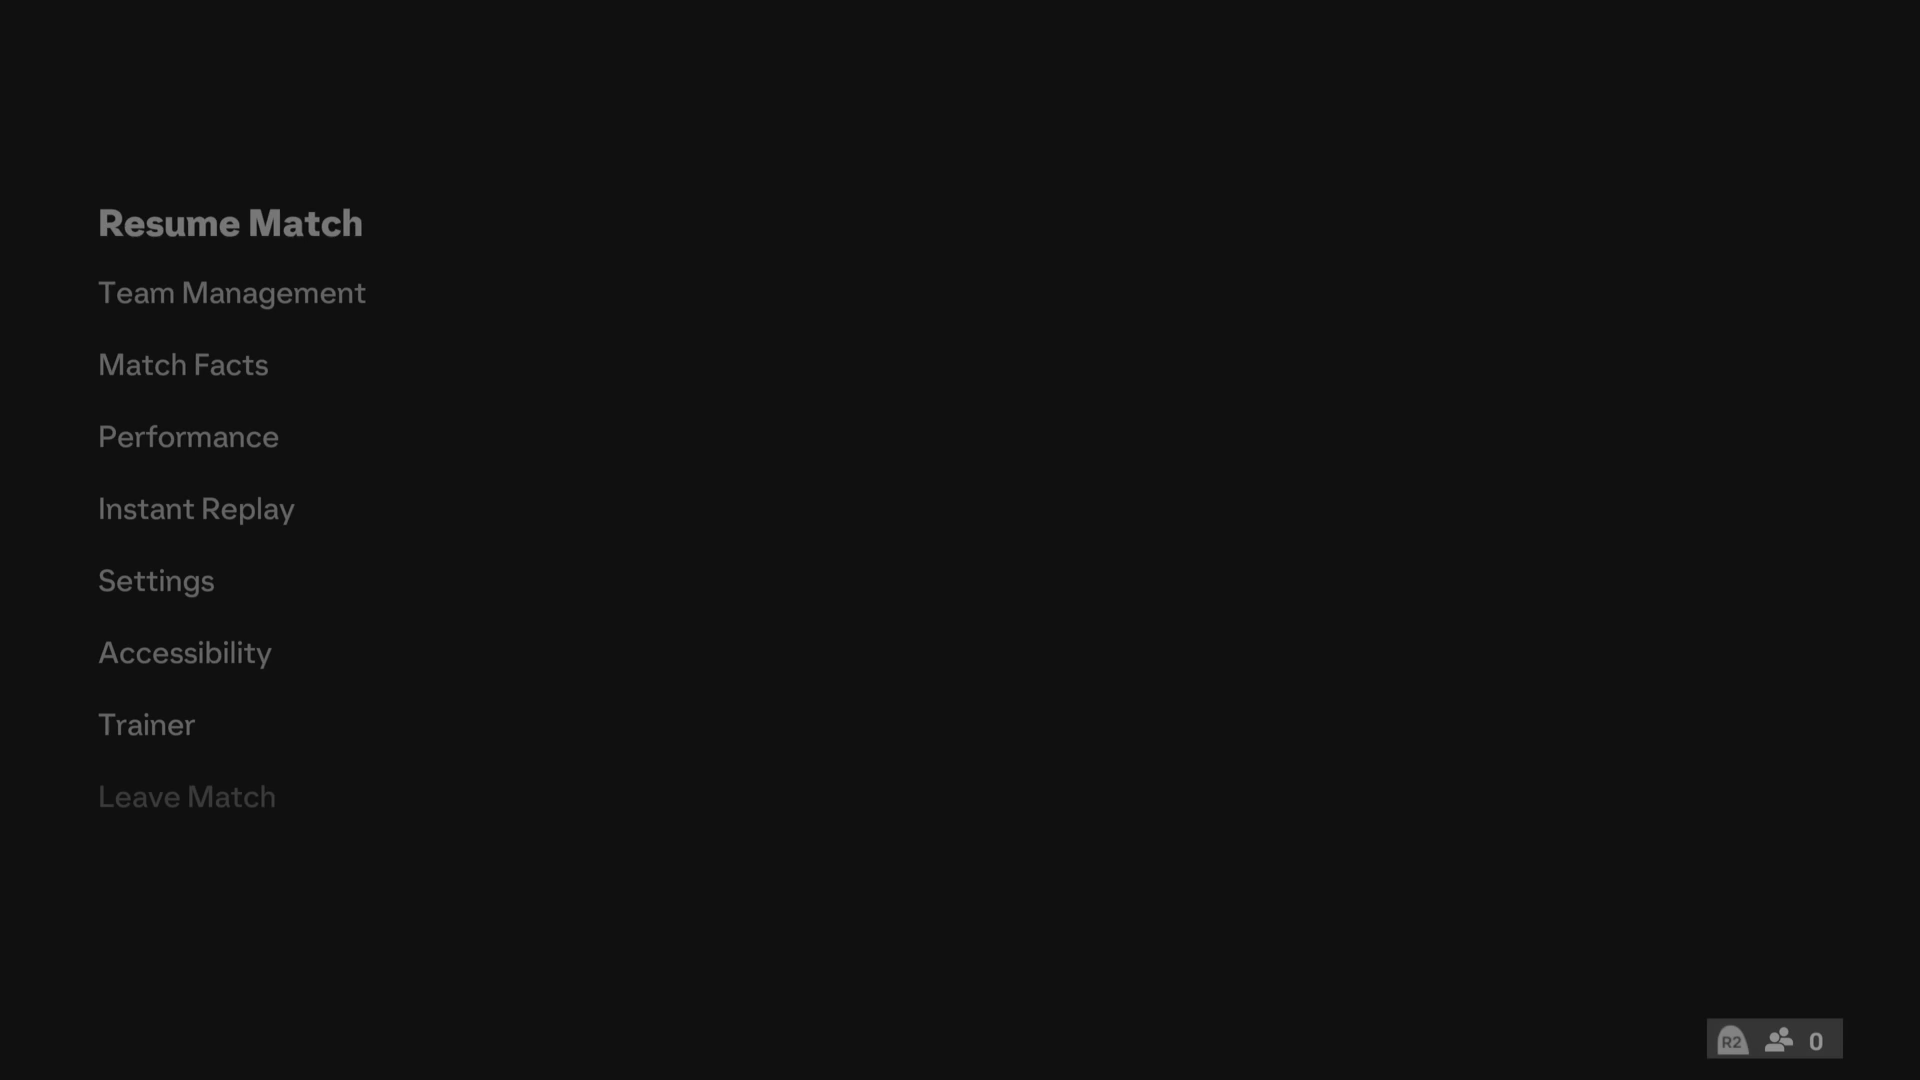 Resume Match
Team Management
Match Facts
Performance
Instant Replay
Settings
Accessibility
Trainer
Leave Match
R2 0